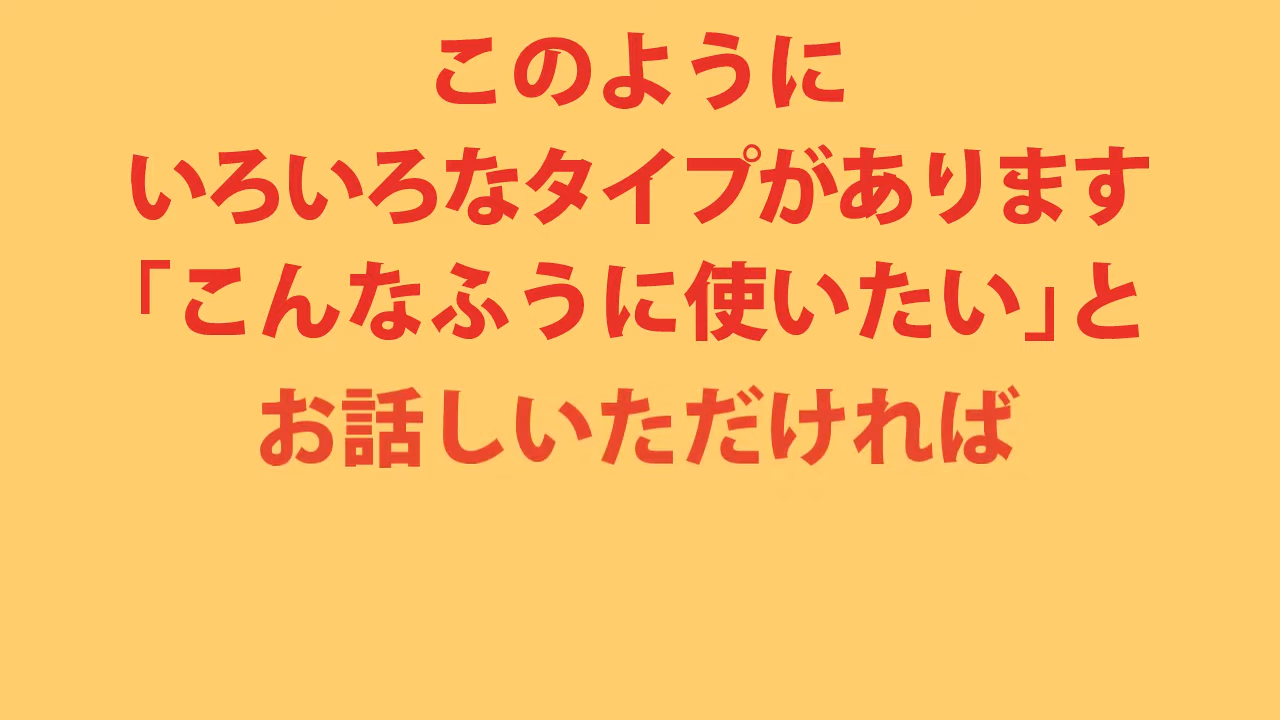 このように
いろいろなタイプがあります
「こんなふうに使いたい」と
お話しいただければ